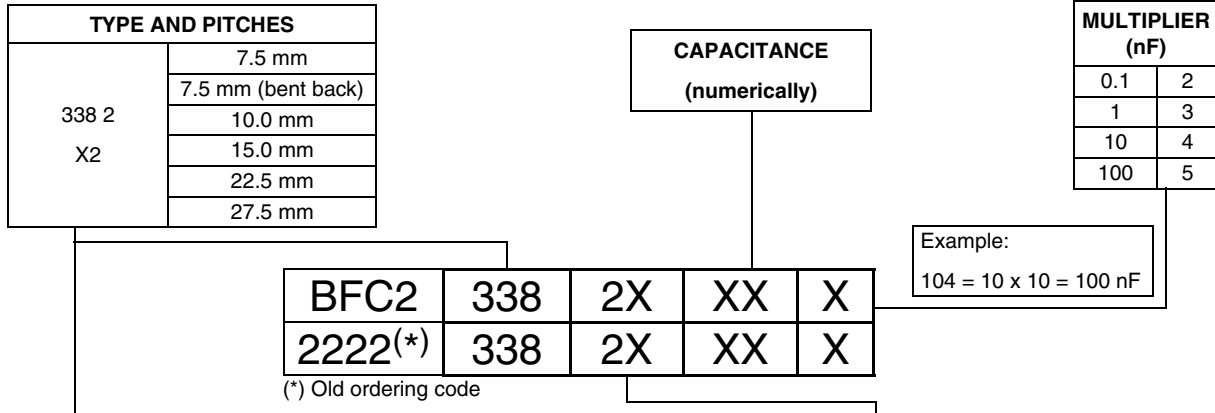 TYPE AND PITCHES
338 2
X2
7.5 mm
7.5 mm (bent back)
10.0 mm
15.0 mm
22.5 mm
27.5 mm
CAPACITANCE
(numerically)
MULTIPLIER
(nF)
0.1 2
1 3
10 4
100 5
Example:
104 = 10 x 10 = 100 nF
BFC2 338 2X XX X
2222(*) 338 2X XX X
(*) Old ordering code